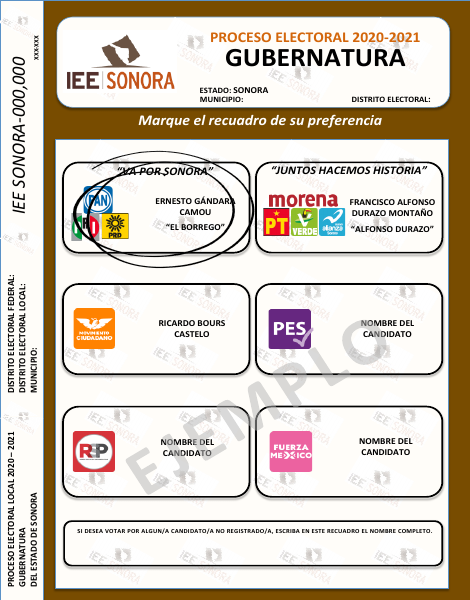 PROCESO ELECTORAL 2020-2021
GUBERNATURA
IEE SONORA
ESTADO: SONORA
MUNICIPIO:
DISTRITO ELECTORAL:
Marque el recuadro de su preferencia
“VA POR SONORA”
PAN
PRD
ERNESTO GÁNDARA
CAMOU
“EL BORREGO”
“JUNTOS HACEMOS HISTORIA”
morena
PT
VERDE
alianza
FRANCISCO ALFONSO
DURAZO MONTAÑO
“ALFONSO DURAZO”
MOVIMIENTO
CIUDADANO
RICARDO BOURS
CASTELO
PES
NOMBRE DEL
CANDIDATO
RSP
NOMBRE DEL
CANDIDATO
FUERZA
MEXICO
NOMBRE DEL
CANDIDATO
EJEMPLO
SI DESEA VOTAR POR ALGUN/A CANDIDATO/A NO REGISTRADO/A, ESCRIBA EN ESTE RECUADRO EL NOMBRE COMPLETO.
IEE SONORA-000,000
XXX-XXX
DISTRITO ELECTORAL FEDERAL:
DISTRITO ELECTORAL LOCAL:
MUNICIPIO:
PROCESO ELECTORAL LOCAL 2020 – 2021
GUBERNATURA
DEL ESTADO DE SONORA